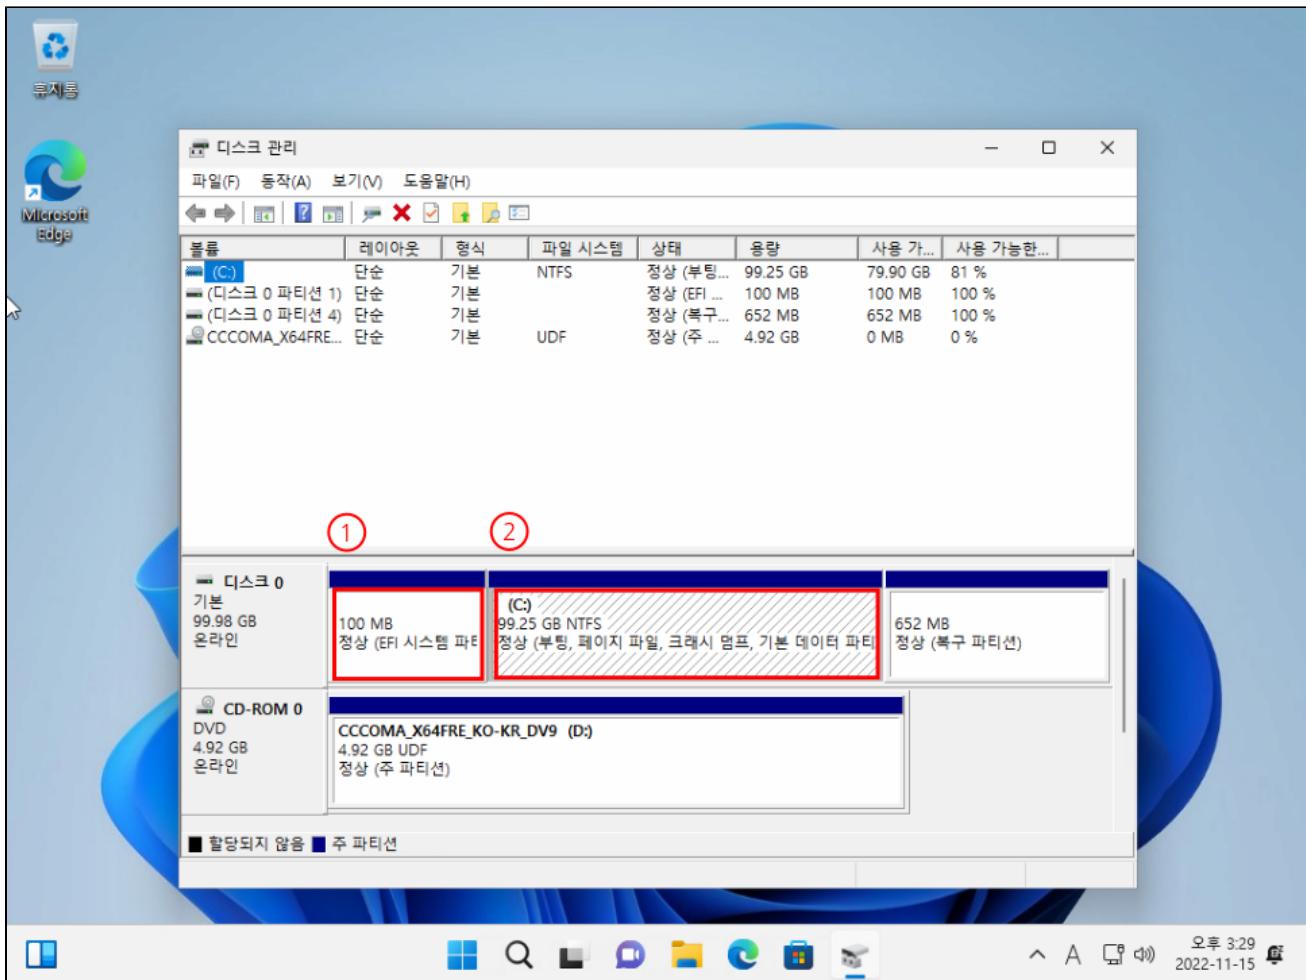 휴지통
Microsoft
Edge
디스크 관리
파일(F) 동작(A) 보기(V) 도움말(H)
볼륨 레이아웃 형식 파일 시스템 상태 용량 사용 가... 사용 가능한...
(C:) 단순 기본 NTFS 정상 (부팅... 99.25 GB 79.90 GB 81 %
(디스크 0 파티션 1) 단순 기본 정상 (EFI ... 100 MB 100 MB 100 %
(디스크 0 파티션 4) 단순 기본 정상 (복구... 652 MB 652 MB 100 %
CCCOMA_X64FRE... 단순 기본 UDF 정상 (주 ... 4.92 GB 0 MB 0 %
1 2
디스크 0
기본
99.98 GB
온라인
100 MB
정상 (EFI 시스템 파트
(C:)
99.25 GB NTFS
정상 (부팅, 페이지 파일, 크래시 덤프, 기본 데이터 파티
652 MB
정상 (복구 파티션)
CD-ROM 0
DVD
4.92 GB
온라인
CCCOMA_X64FRE_KO-KR_DV9 (D:)
4.92 GB UDF
정상 (주 파티션)
할당되지 않음 주 파티션
A
오후 3:29
2022-11-15